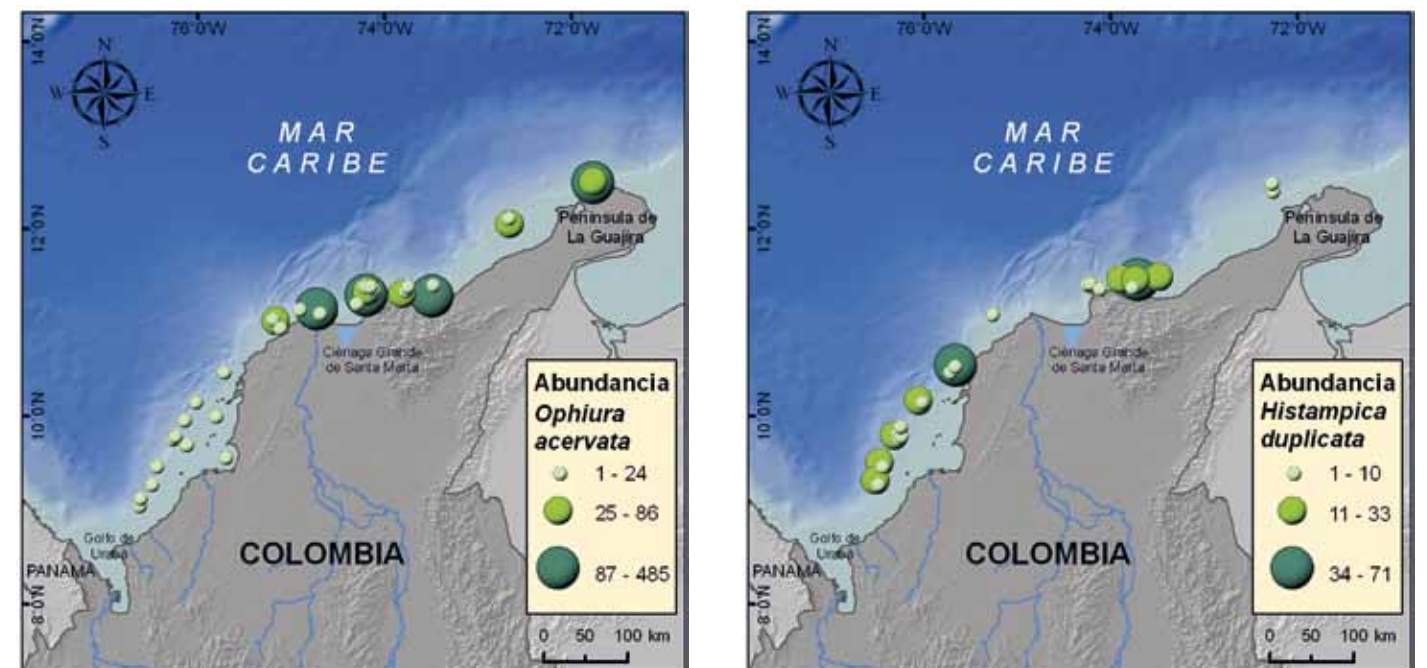 76°0'W 74°0'W 72°0'W
14°0'N
N
W E
S
MAR
CARIBE
12°0'N
Península de
La Guajira
Ciénaga Grande
de Santa Marta
10°0'N
Golfo de
Urabá
PANAMÁ
COLOMBIA
8°0'N
Abundancia
Ophiura
acervata
1 - 24
25 - 86
87 - 485
0 50 100 km
76°0'W 74°0'W 72°0'W
14°0'N
N
W E
S
MAR
CARIBE
12°0'N
Península de
La Guajira
Ciénaga Grande
de Santa Marta
10°0'N
Golfo de
Urabá
PANAMÁ
COLOMBIA
8°0'N
Abundancia
Histampica
duplicata
1 - 10
11 - 33
34 - 71
0 50 100 km